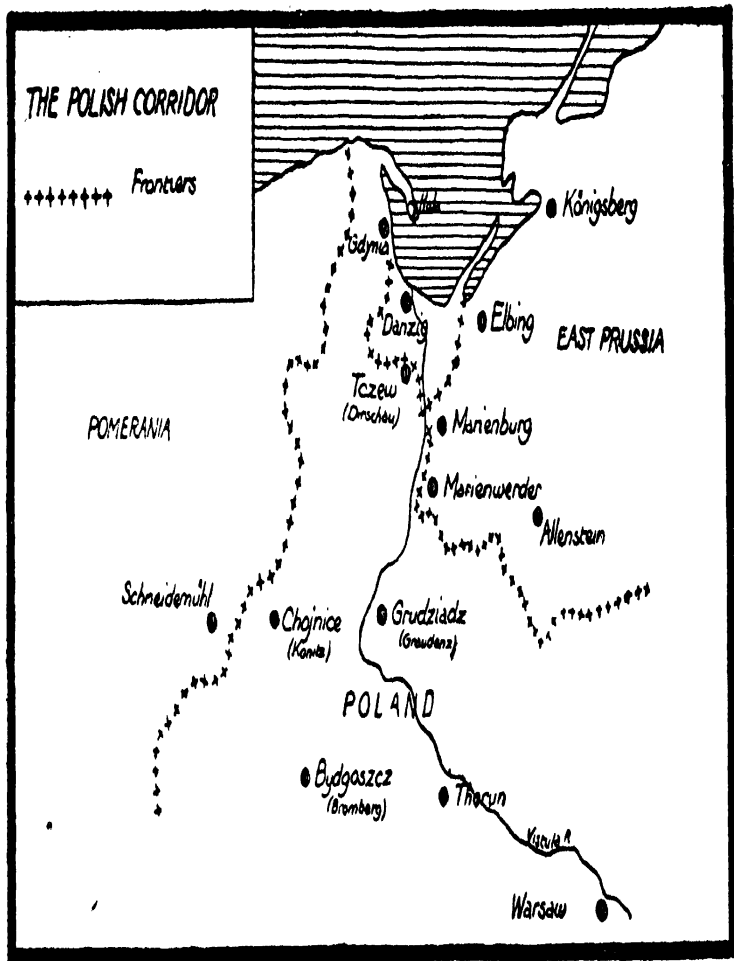 THE POLISH CORRIDOR
Frontiers
Hela
Königsberg
Gdynia
Danzig
Elbing
EAST PRUSSIA
Tczew
(Dirschau)
POMERANIA
Marienburg
Marienwerder
Allenstein
Schneidemühl
Chojnice
(Konitz)
Grudziadz
(Graudenz)
POLAND
Bydgoszcz
(Bromberg)
Thorun
Vistula R
Warsaw